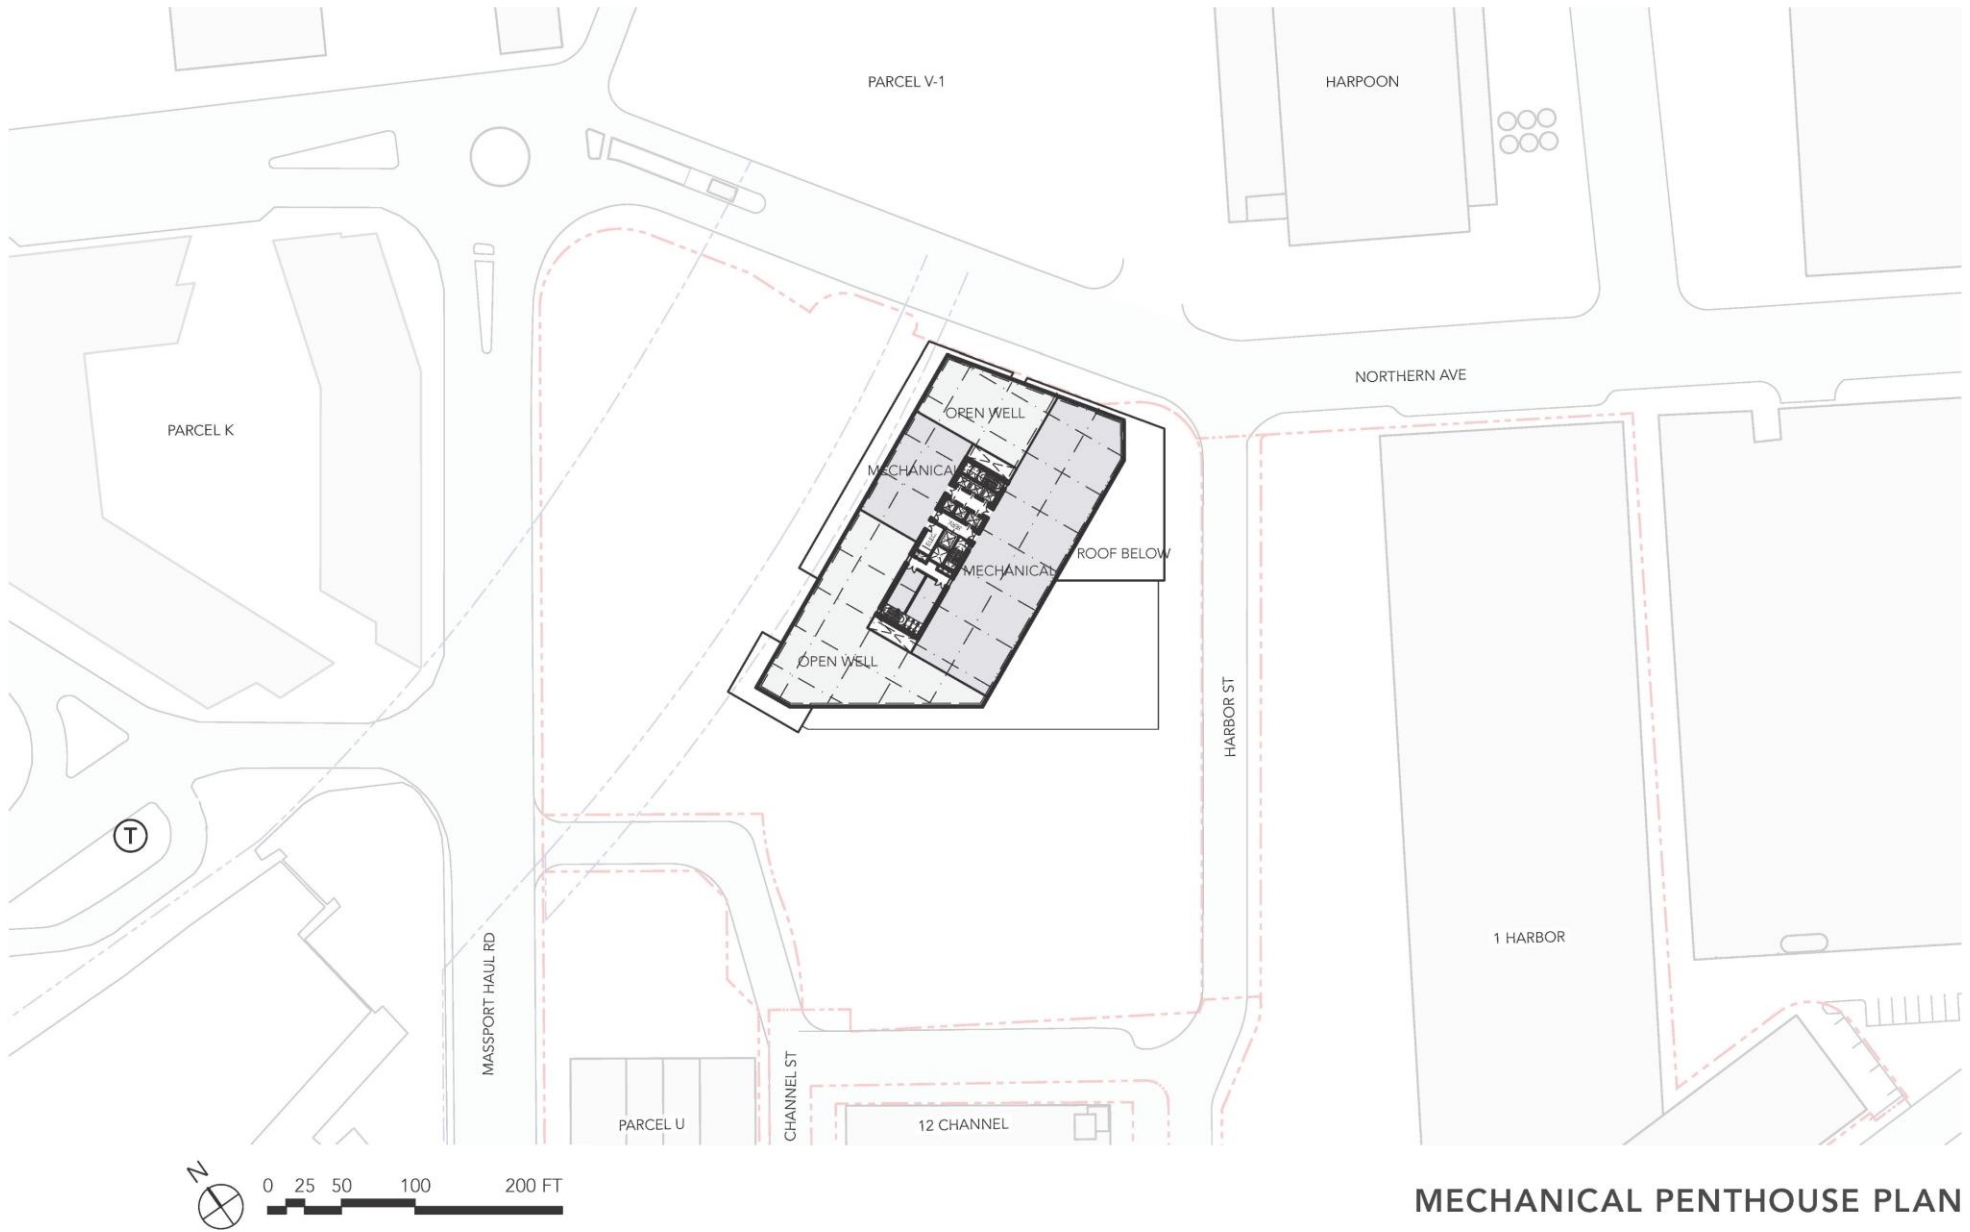 PARCEL V-1
HARPOON
NORTHERN AVE
PARCEL K
OPEN WELL
MECHANICAL
ROOF BELOW
MECHANICAL
OPEN WELL
HARBOR ST
T
1 HARBOR
MASSPORT HAUL RD
CHANNEL ST
PARCEL U
12 CHANNEL
N
0 25 50 100 200 FT
MECHANICAL PENTHOUSE PLAN